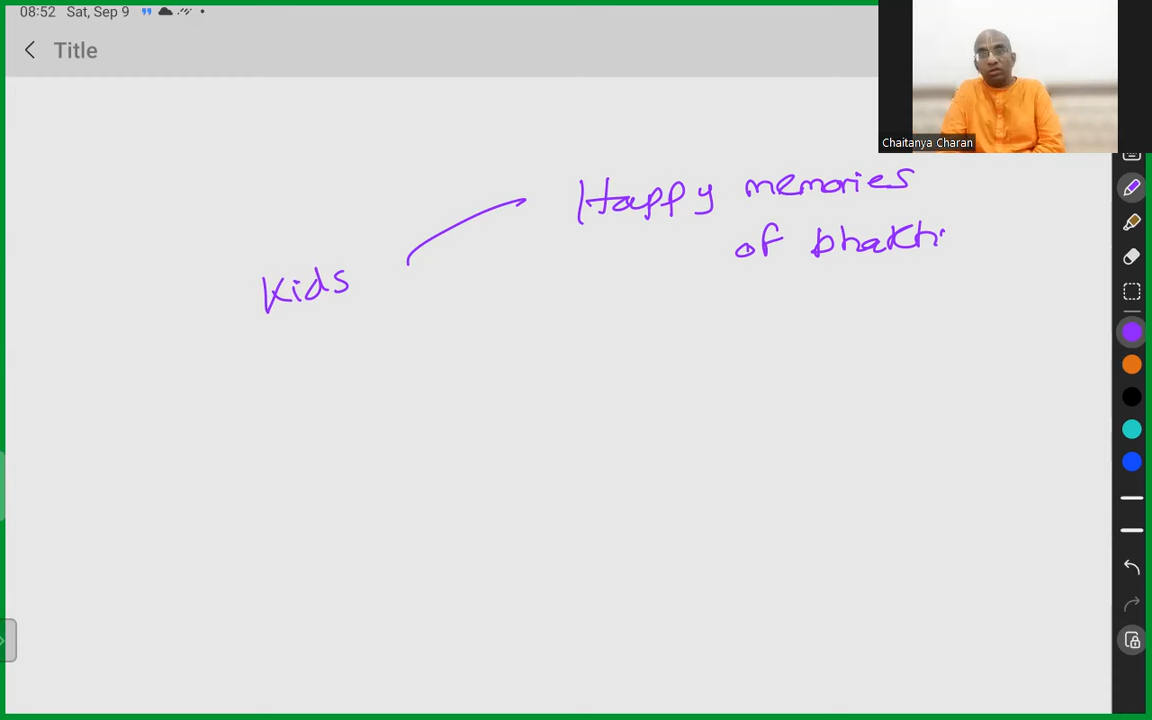 08:52 Sat, Sep 9
Title
Chaitanya Charan
Happy memories
of bhakti
Kids